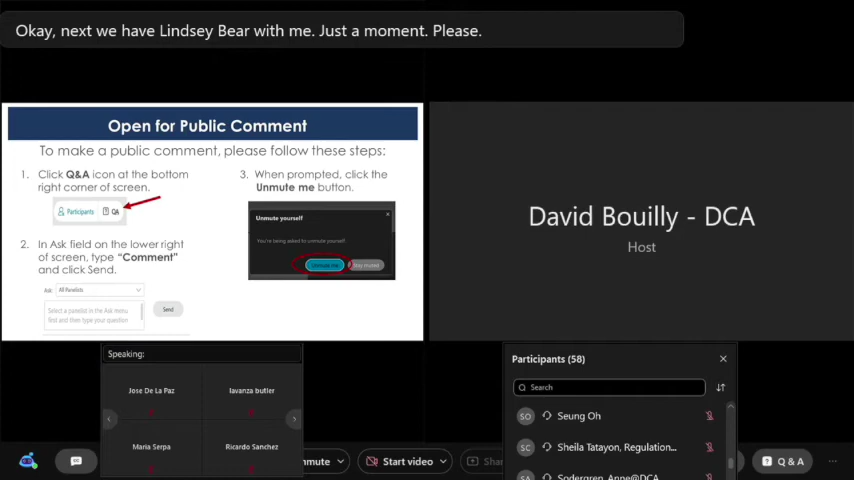 Okay, next we have Lindsey Bear with me. Just a moment. Please.
Open for Public Comment
To make a public comment, please follow these steps:
1. Click Q&A icon at the bottom
right corner of screen.
Participants
QA
2. In Ask field on the lower right
of screen, type "Comment"
and click Send.
Ask: All Panelists
Select a panelist in the Ask menu
first and then type your question
Send
3. When prompted, click the
Unmute me button.
Unmute yourself
You're being asked to unmute yourself.
Unmute me
Stay muted
David Bouilly - DCA
Host
Speaking:
Jose De La Paz
lavanza butler
Maria Serpa
Ricardo Sanchez
Participants (58)
Search
SO Seung Oh
SC Sheila Tatayon, Regulation...
SA Sodergren, Anne@DCA
nmute
Start video
Shar
Q & A